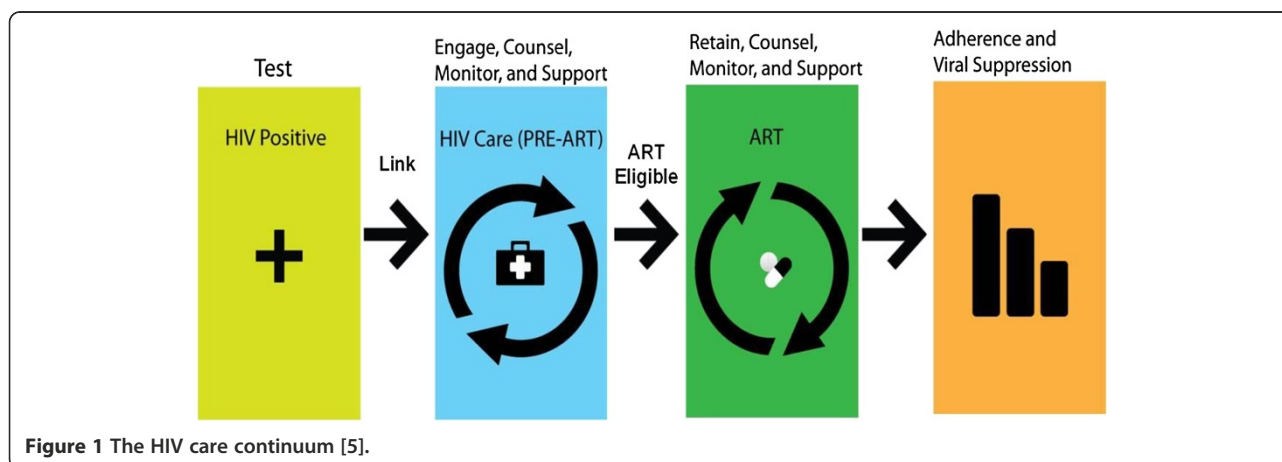 Test
HIV Positive
Link
Engage, Counsel,
Monitor, and Support
HIV Care (PRE-ART)
ART
Eligible
Retain, Counsel,
Monitor, and Support
ART
Adherence and
Viral Suppression
Figure 1 The HIV care continuum [5].